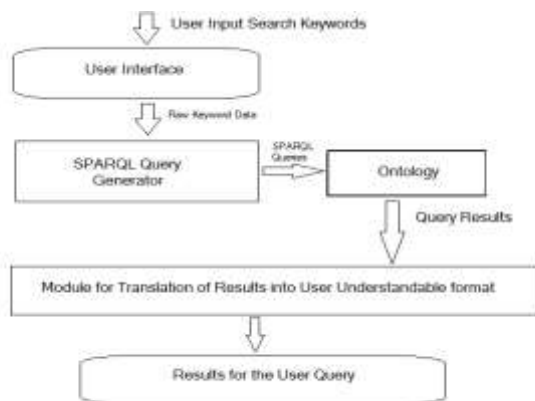 User Input Search Keywords
User Interface
Raw Keyword Data
SPARQL Query
Generator
SPARQL
Queries
Ontology
Query Results
Module for Translation of Results into User Understandable format
Results for the User Query